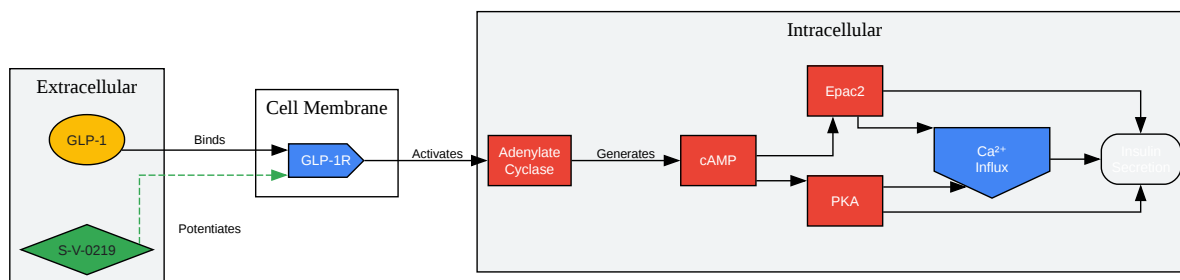 Extracellular
GLP-1
S-V-0219
Binds
Potentiates
Cell Membrane
GLP-1R
Activates
Intracellular
Adenylate
Cyclase
Generates
cAMP
Epac2
PKA
Ca²⁺
Influx
Insulin
Secretion